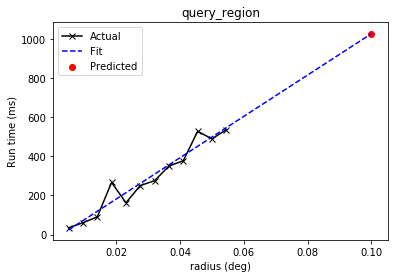 query_region
Actual
Fit
Predicted
Run time (ms)
1000
800
600
400
200
0
0.02
0.04
0.06
0.08
0.10
radius (deg)